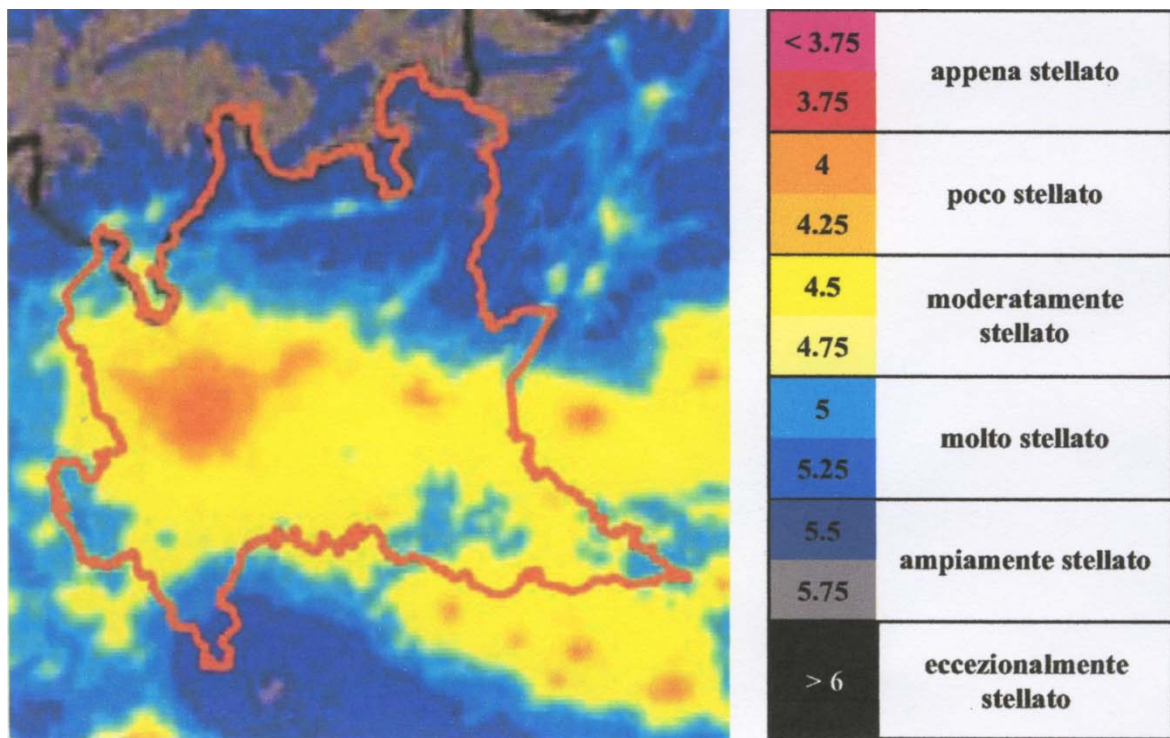 < 3.75
appena stellato
3.75
4
poco stellato
4.25
4.5
moderatamente
stellato
4.75
5
molto stellato
5.25
5.5
ampiamente stellato
5.75
> 6
eccezionalmente
stellato